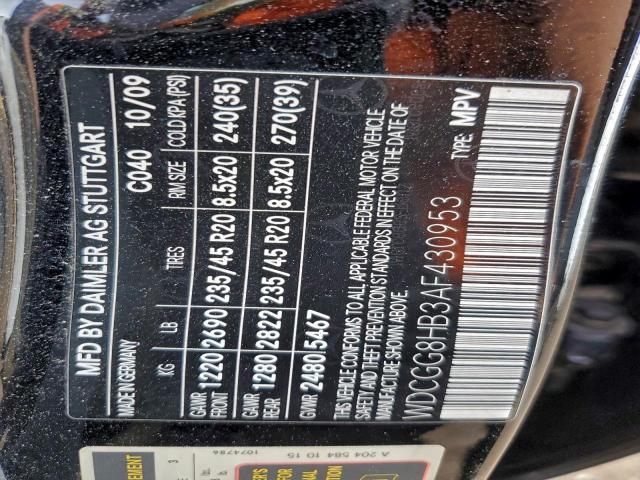 MFD BY DAIMLER AG STUTTGART
MADE IN GERMANY C040 10/09
KG LB TIRES RIM SIZE COLD KPA (PSI)
GAWR 1220 2690 235/45 R20 8.5x20 240(35)
GAWR 1280 2822 235/45 R20 8.5x20 270(39)
REAR
GVWR 2480 5467
THIS VEHICLE CONFORMS TO ALL APPLICABLE FEDERAL MOTOR VEHICLE
SAFETY AND THEFT PREVENTION STANDARDS IN EFFECT ON THE DATE OF
MANUFACTURE SHOWN ABOVE.
WDCGG8HB3AF430953 TYPE: MPV
1074786
A 204 584 10 15